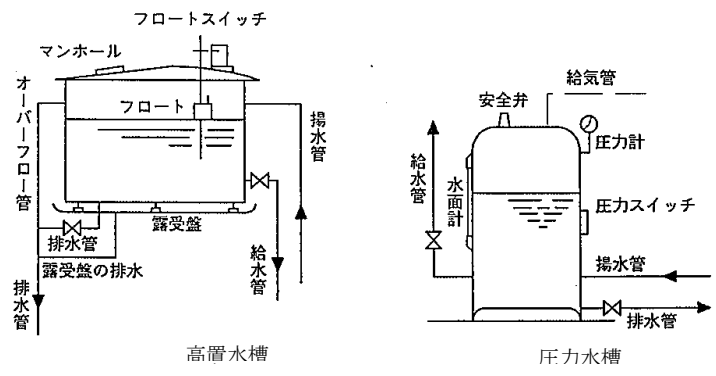 フロートスイッチ
マンホール
オーバーフロー管
フロート
揚水管
露受盤
排水管
露受盤の排水
給水管
排水管
高置水槽
給気管
安全弁
圧力計
給水管
水面計
圧力スイッチ
揚水管
排水管
圧力水槽